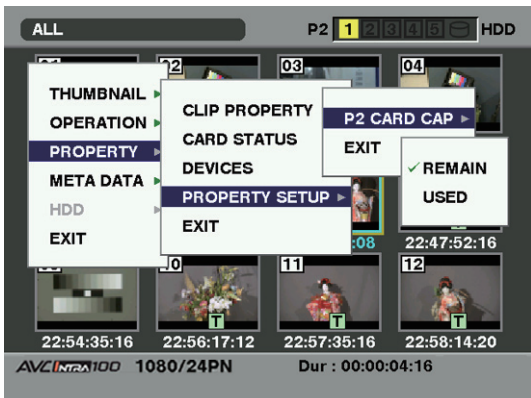 ALL
P2 1 2 3 4 5 HDD
02 03 04
THUMBNAIL
OPERATION
PROPERTY
META DATA
HDD
EXIT
CLIP PROPERTY
CARD STATUS
DEVICES
PROPERTY SETUP
EXIT
P2 CARD CAP
EXIT
✓REMAIN
USED
:08 22:47:52:16
11 12
T T T
22:54:35:16 22:56:17:12 22:57:35:16 22:58:14:20
AVC INTRA 100 1080/24PN Dur : 00:00:04:16